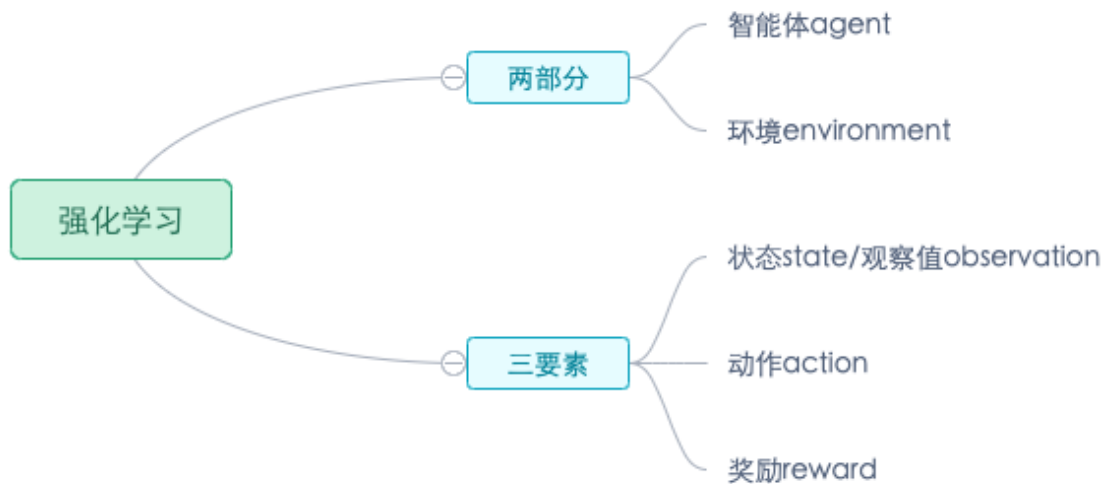 强化学习
两部分
智能体agent
环境environment
三要素
状态state/观察值observation
动作action
奖励reward